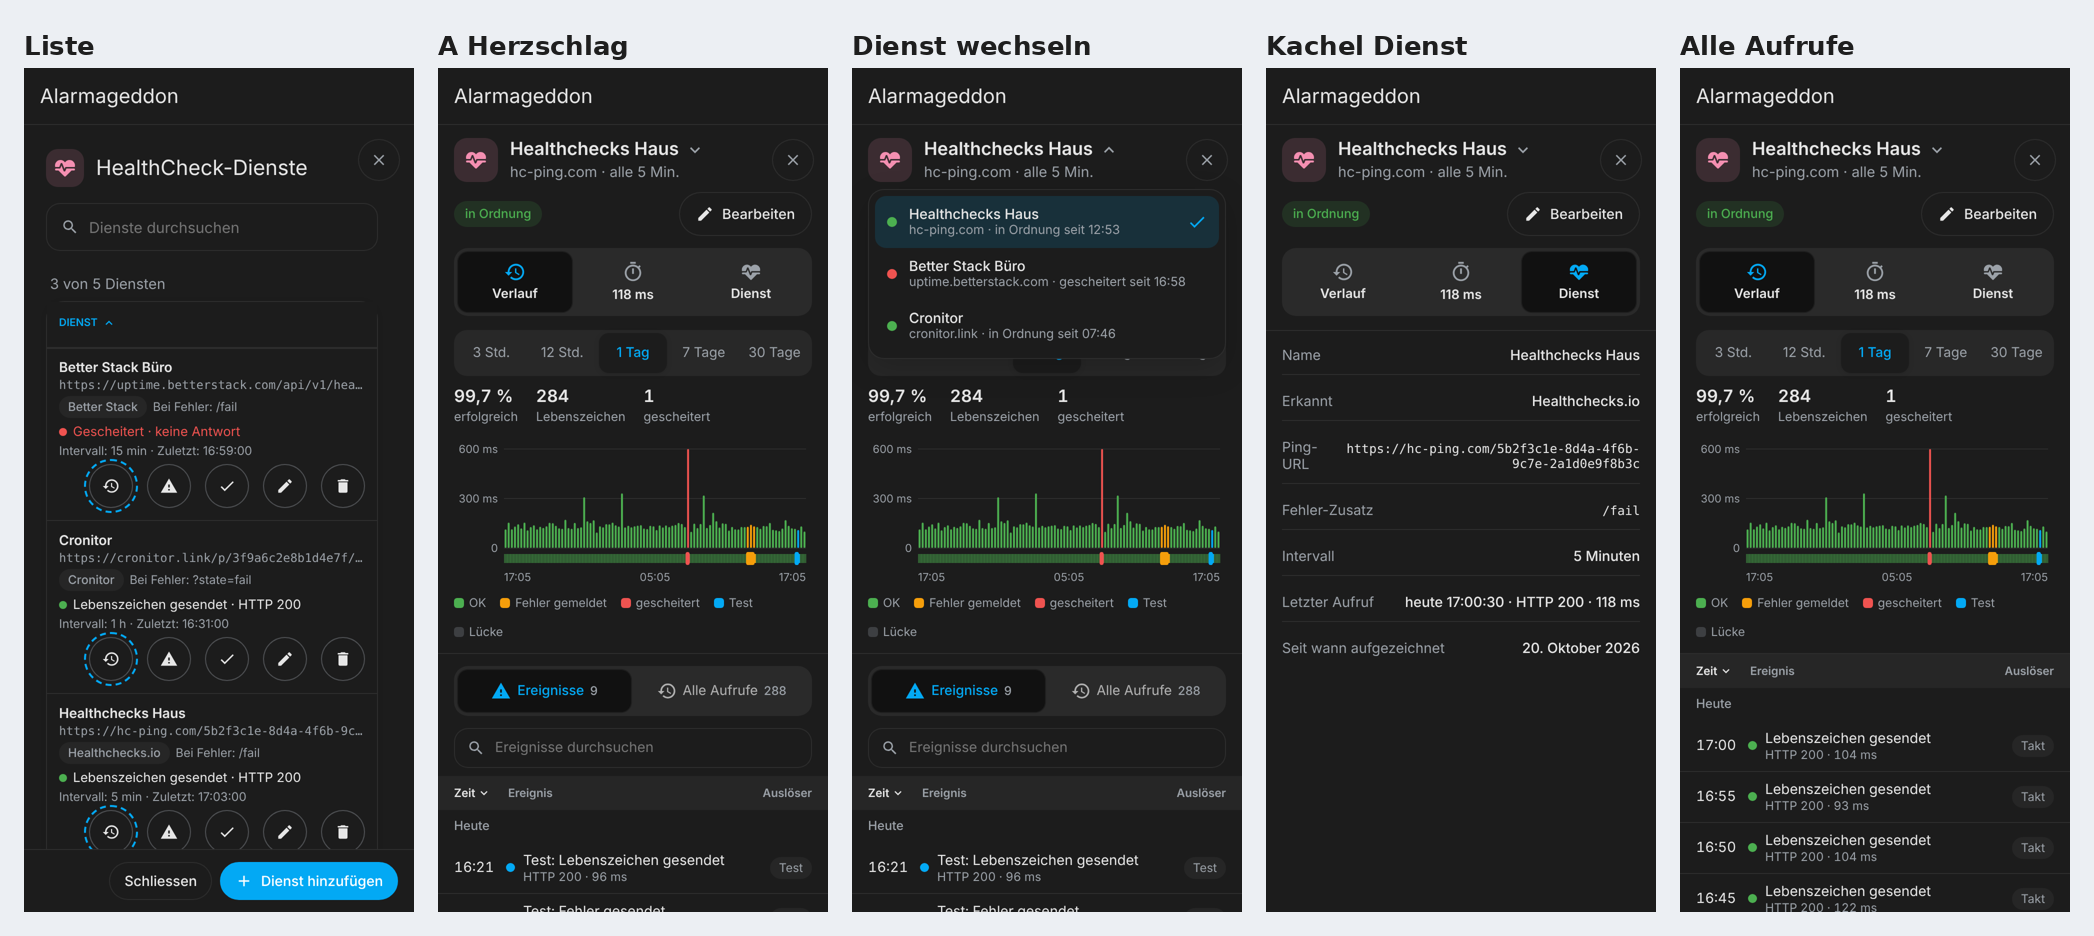 Liste
Alarmageddon
HealthCheck-Dienste
Dienste durchsuchen
3 von 5 Diensten
DIENST
Better Stack Büro
https://uptime.betterstack.com/api/v1/hea…
Better Stack Bei Fehler: /fail
Gescheitert · keine Antwort
Intervall: 15 min · Zuletzt: 16:59:00
Cronitor
https://cronitor.link/p/3f9a6c2e8b1d4e7f/…
Cronitor Bei Fehler: ?state=fail
Lebenszeichen gesendet · HTTP 200
Intervall: 1 h · Zuletzt: 16:31:00
Healthchecks Haus
https://hc-ping.com/5b2f3c1e-8d4a-4f6b-9c…
Healthchecks.io Bei Fehler: /fail
Lebenszeichen gesendet · HTTP 200
Intervall: 5 min · Zuletzt: 17:03:00
Schliessen + Dienst hinzufügen
A Herzschlag
Alarmageddon
Healthchecks Haus
hc-ping.com · alle 5 Min.
in Ordnung Bearbeiten
Verlauf 118 ms Dienst
3 Std. 12 Std. 1 Tag 7 Tage 30 Tage
99,7 % 284 1
erfolgreich Lebenszeichen gescheitert
600 ms
300 ms
0
17:05 05:05 17:05
OK Fehler gemeldet gescheitert Test
Lücke
Ereignisse 9 Alle Aufrufe 288
Ereignisse durchsuchen
Zeit Ereignis Auslöser
Heute
16:21 Test: Lebenszeichen gesendet Test
HTTP 200 · 96 ms
Test: Fehler gemeldet
Dienst wechseln
Alarmageddon
Healthchecks Haus
hc-ping.com · alle 5 Min.
Healthchecks Haus
hc-ping.com · in Ordnung seit 12:53
Better Stack Büro
uptime.betterstack.com · gescheitert seit 16:58
Cronitor
cronitor.link · in Ordnung seit 07:46
99,7 % 284 1
erfolgreich Lebenszeichen gescheitert
600 ms
300 ms
0
17:05 05:05 17:05
OK Fehler gemeldet gescheitert Test
Lücke
Ereignisse 9 Alle Aufrufe 288
Ereignisse durchsuchen
Zeit Ereignis Auslöser
Heute
16:21 Test: Lebenszeichen gesendet Test
HTTP 200 · 96 ms
Test: Fehler gemeldet
Kachel Dienst
Alarmageddon
Healthchecks Haus
hc-ping.com · alle 5 Min.
in Ordnung Bearbeiten
Verlauf 118 ms Dienst
Name Healthchecks Haus
Erkannt Healthchecks.io
Ping-URL https://hc-ping.com/5b2f3c1e-8d4a-4f6b-
9c7e-2a1d0e9f8b3c
Fehler-Zusatz /fail
Intervall 5 Minuten
Letzter Aufruf heute 17:00:30 · HTTP 200 · 118 ms
Seit wann aufgezeichnet 20. Oktober 2026
Alle Aufrufe
Alarmageddon
Healthchecks Haus
hc-ping.com · alle 5 Min.
in Ordnung Bearbeiten
Verlauf 118 ms Dienst
3 Std. 12 Std. 1 Tag 7 Tage 30 Tage
99,7 % 284 1
erfolgreich Lebenszeichen gescheitert
600 ms
300 ms
0
17:05 05:05 17:05
OK Fehler gemeldet gescheitert Test
Lücke
Zeit Ereignis Auslöser
Heute
17:00 Lebenszeichen gesendet Takt
HTTP 200 · 104 ms
16:55 Lebenszeichen gesendet Takt
HTTP 200 · 93 ms
16:50 Lebenszeichen gesendet Takt
HTTP 200 · 104 ms
16:45 Lebenszeichen gesendet Takt
HTTP 200 · 122 ms